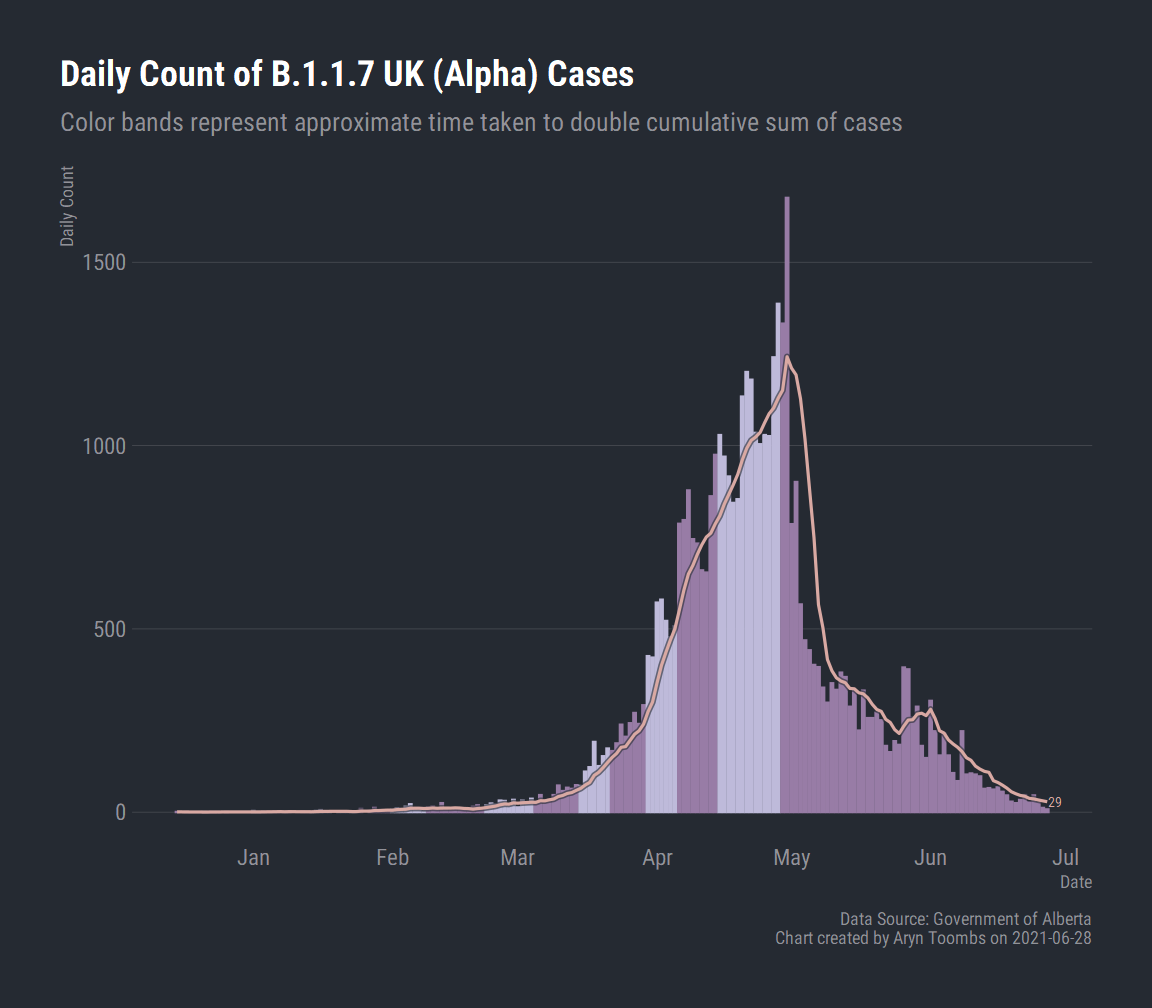 Daily Count of B.1.1.7 UK (Alpha) Cases
Color bands represent approximate time taken to double cumulative sum of cases
Daily Count
1500
1000
500
0
29
Jan Feb Mar Apr May Jun Jul
Date
Data Source: Government of Alberta
Chart created by Aryn Toombs on 2021-06-28